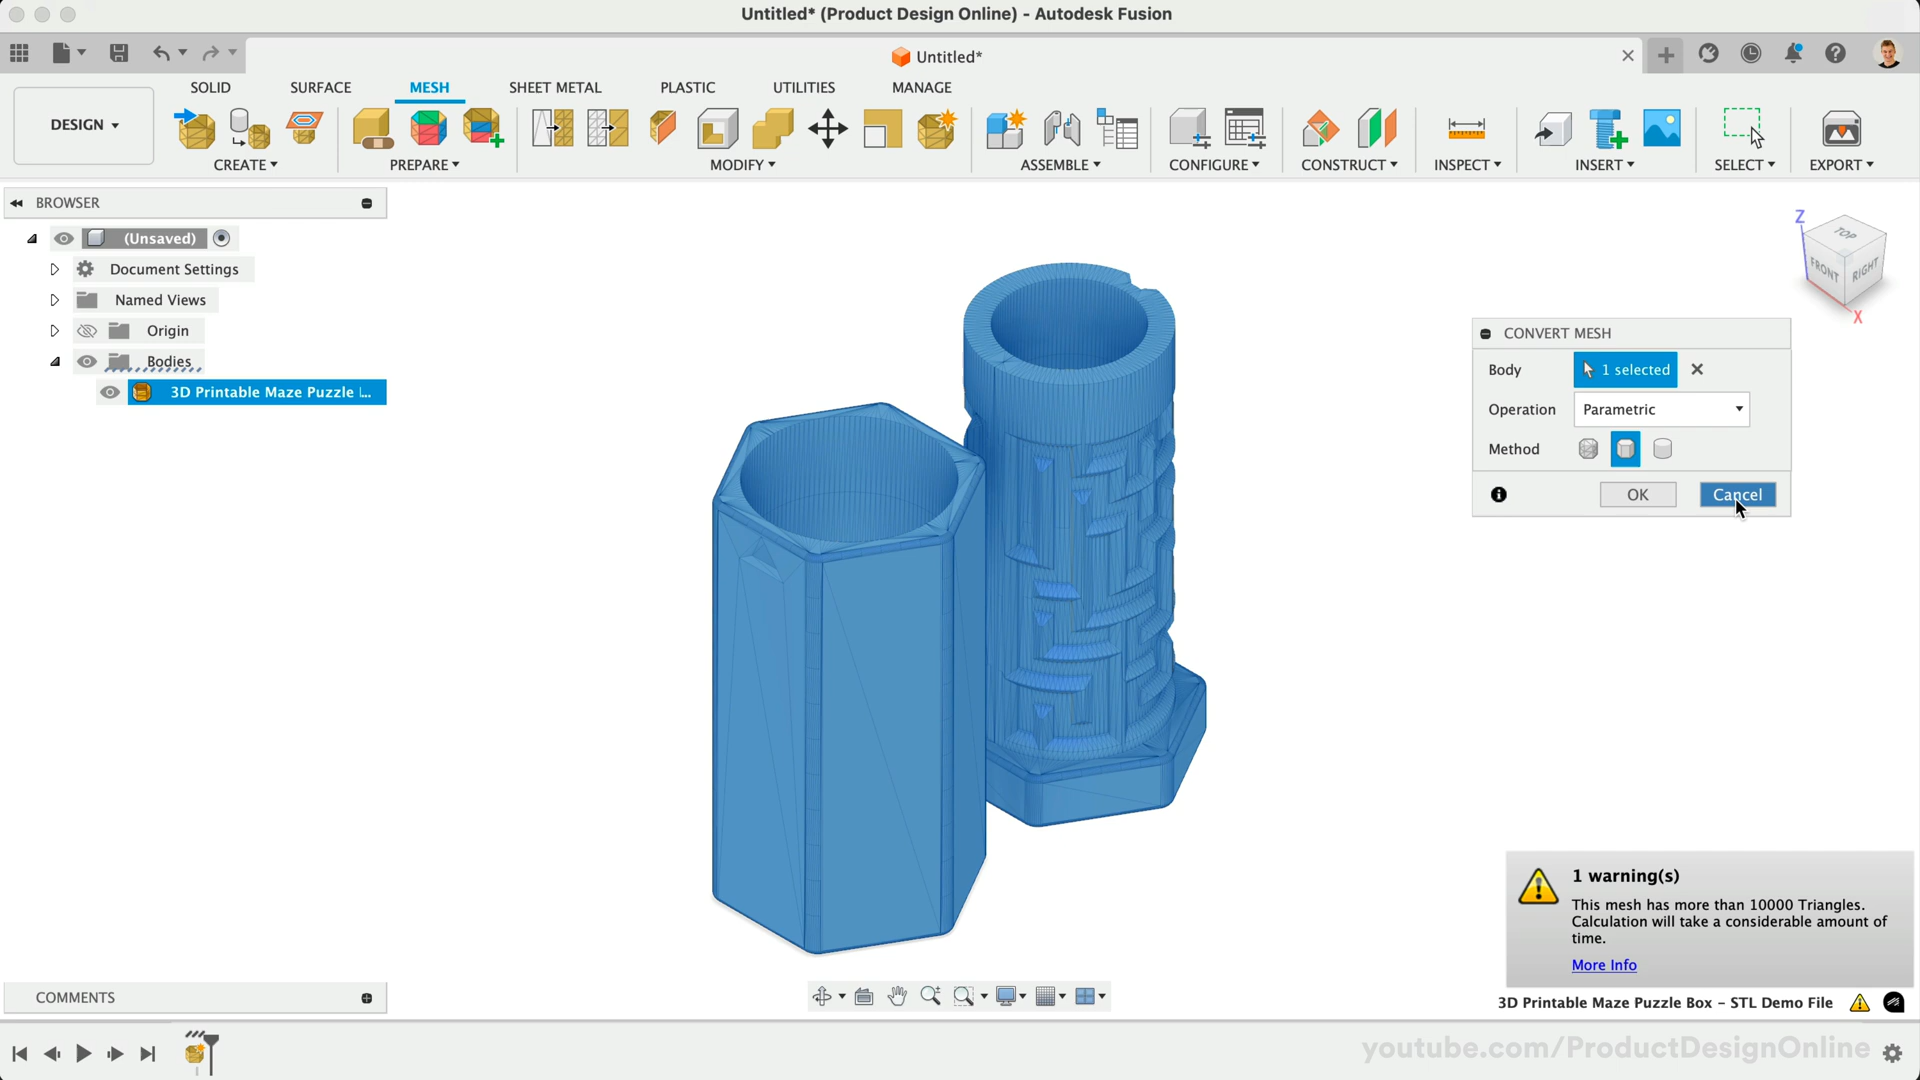 Untitled* (Product Design Online) - Autodesk Fusion
Untitled*
SOLID SURFACE MESH SHEET METAL PLASTIC UTILITIES MANAGE
DESIGN
CREATE PREPARE MODIFY ASSEMBLE CONFIGURE CONSTRUCT INSPECT INSERT SELECT EXPORT
BROWSER
(Unsaved)
Document Settings
Named Views
Origin
Bodies
3D Printable Maze Puzzle l...
Z
TOP
FRONT RIGHT
X
CONVERT MESH
Body 1 selected
Operation Parametric
Method
OK Cancel
1 warning(s)
This mesh has more than 10000 Triangles.
Calculation will take a considerable amount of
time.
More Info
COMMENTS
3D Printable Maze Puzzle Box - STL Demo File
youtube.com/ProductDesignOnline